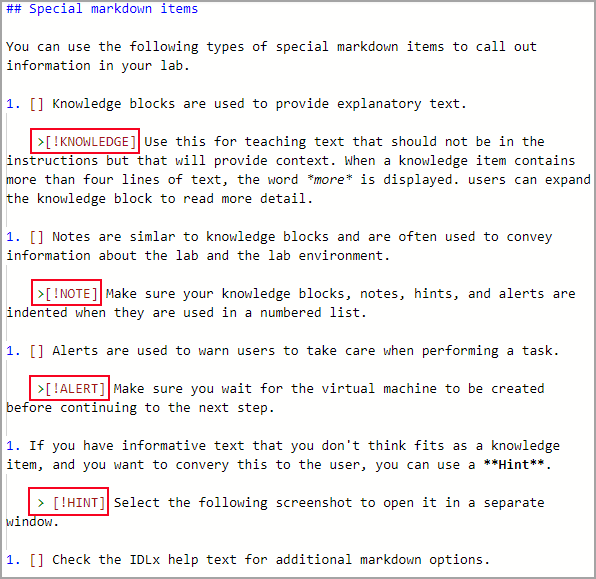 ## Special markdown items
You can use the following types of special markdown items to call out
information in your lab.
1. [] Knowledge blocks are used to provide explanatory text.
>[!KNOWLEDGE] Use this for teaching text that should not be in the
instructions but that will provide context. When a knowledge item contains
more than four lines of text, the word *more* is displayed. users can expand
the knowledge block to read more detail.
1. [] Notes are simlar to knowledge blocks and are often used to convey
information about the lab and the lab environment.
>[!NOTE] Make sure your knowledge blocks, notes, hints, and alerts are
indented when they are used in a numbered list.
1. [] Alerts are used to warn users to take care when performing a task.
>[!ALERT] Make sure you wait for the virtual machine to be created
before continuing to the next step.
1. If you have informative text that you don't think fits as a knowledge
item, and you want to convery this to the user, you can use a **Hint**.
> [!HINT] Select the following screenshot to open it in a separate
window.
1. [] Check the IDLx help text for additional markdown options.